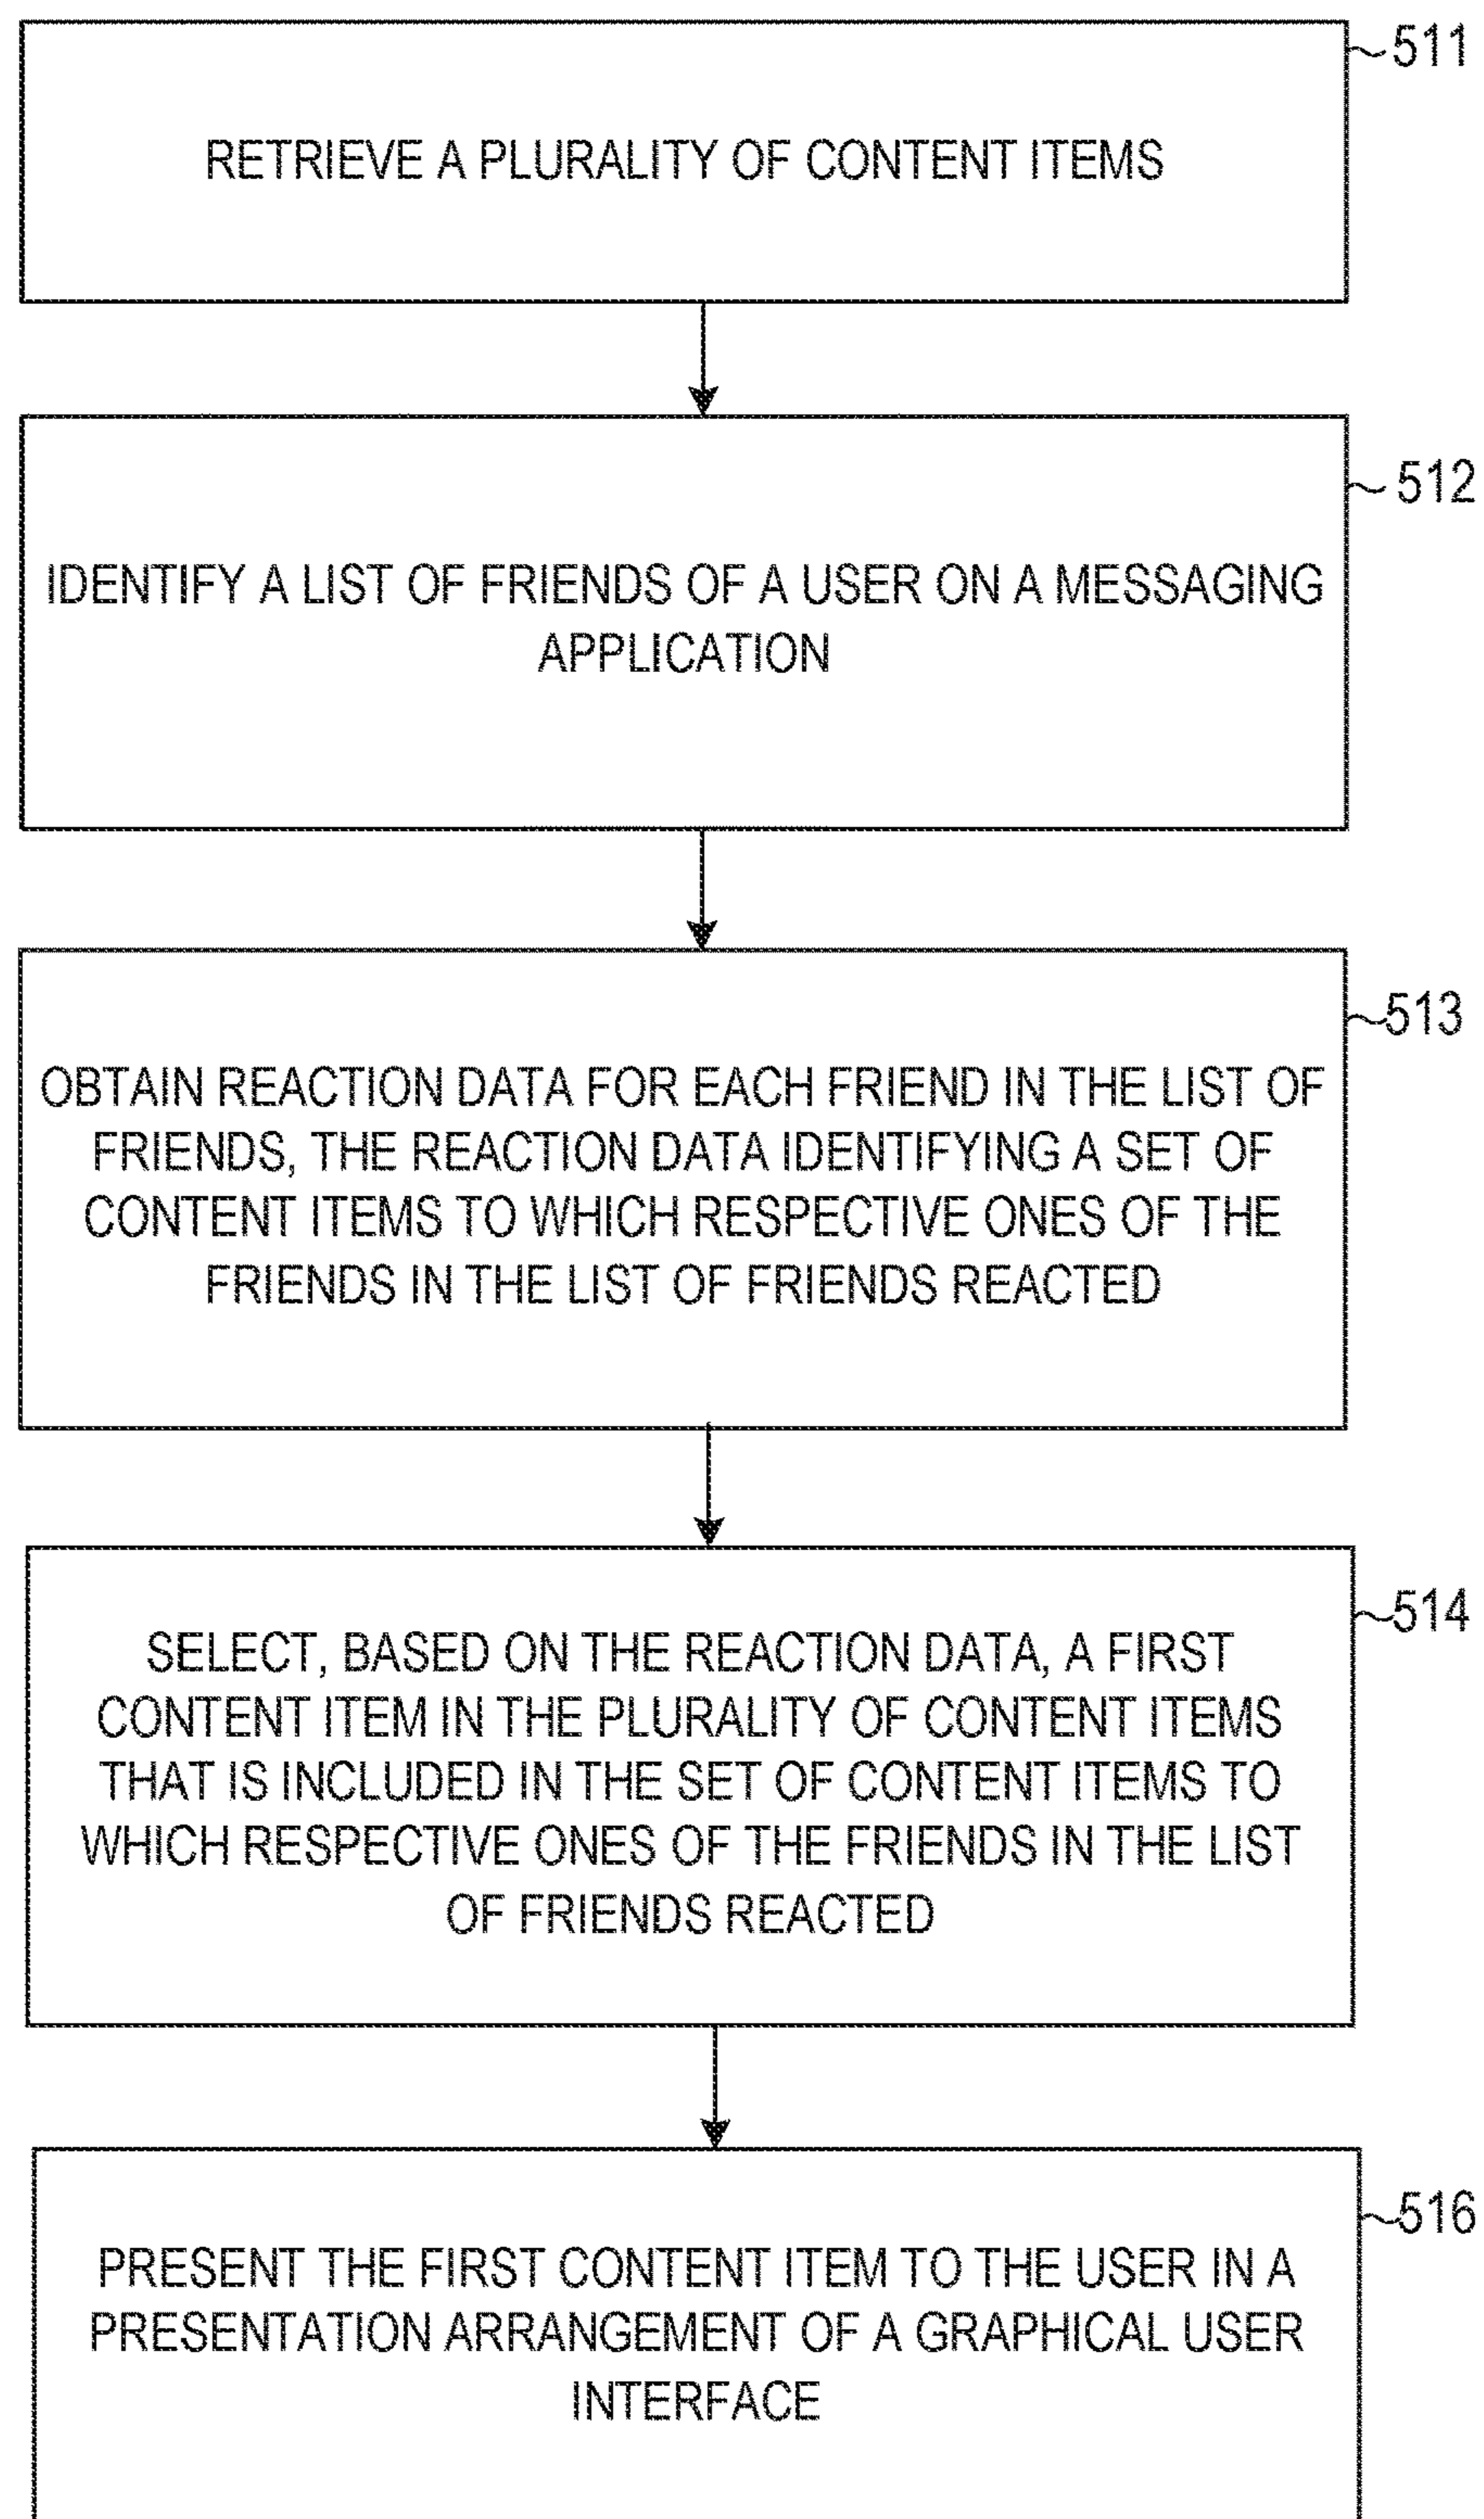 511
RETRIEVE A PLURALITY OF CONTENT ITEMS
512
IDENTIFY A LIST OF FRIENDS OF A USER ON A MESSAGING
APPLICATION
513
OBTAIN REACTION DATA FOR EACH FRIEND IN THE LIST OF
FRIENDS, THE REACTION DATA IDENTIFYING A SET OF
CONTENT ITEMS TO WHICH RESPECTIVE ONES OF THE
FRIENDS IN THE LIST OF FRIENDS REACTED
514
SELECT, BASED ON THE REACTION DATA, A FIRST
CONTENT ITEM IN THE PLURALITY OF CONTENT ITEMS
THAT IS INCLUDED IN THE SET OF CONTENT ITEMS TO
WHICH RESPECTIVE ONES OF THE FRIENDS IN THE LIST
OF FRIENDS REACTED
516
PRESENT THE FIRST CONTENT ITEM TO THE USER IN A
PRESENTATION ARRANGEMENT OF A GRAPHICAL USER
INTERFACE